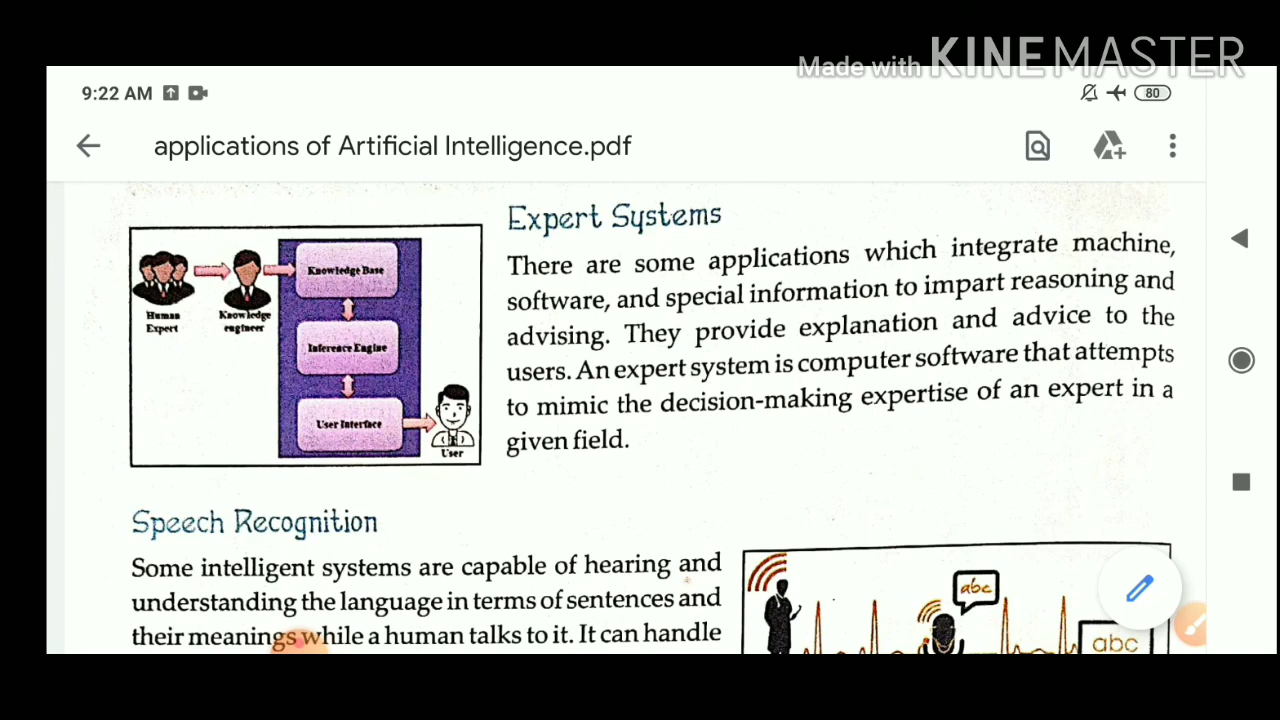 Made with KINEMASTER
9:22 AM
80
applications of Artificial Intelligence.pdf
Expert Systems
There are some applications which integrate machine,
software, and special information to impart reasoning and
advising. They provide explanation and advice to the
users. An expert system is computer software that attempts
to mimic the decision-making expertise of an expert in a
given field.
Human
Expert
Knowledge
engineer
Knowledge Base
Inference Engine
User Interface
User
Speech Recognition
Some intelligent systems are capable of hearing and
understanding the language in terms of sentences and
their meanings while a human talks to it. It can handle
abc
abc